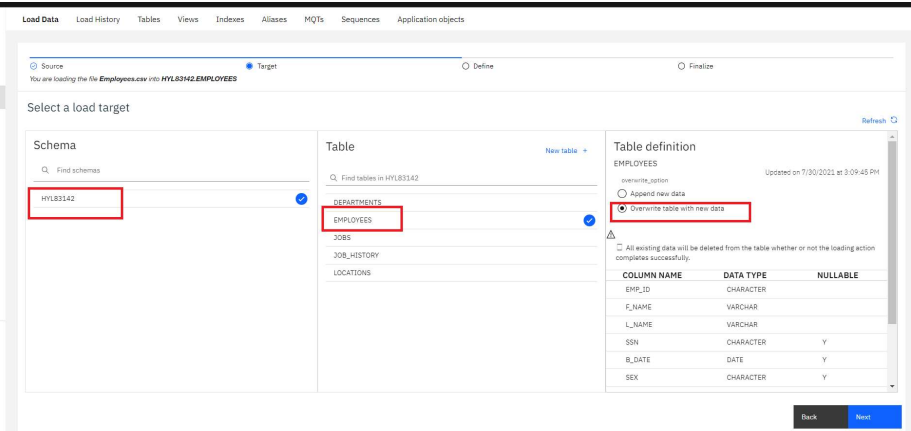 Load Data Load History Tables Views Indexes Aliases MQTs Sequences Application objects
Source Target Define Finalize
You are loading the file Employees.csv into HYL83142.EMPLOYEES
Select a load target
Refresh
Schema
Find schemas
HYL83142
Table
New table +
Find tables in HYL83142
DEPARTMENTS
EMPLOYEES
JOBS
JOB_HISTORY
LOCATIONS
Table definition
EMPLOYEES
Updated on 7/30/2021 at 3:09:45 PM
overwrite_option
Append new data
Overwrite table with new data
All existing data will be deleted from the table whether or not the loading action
completes successfully.
COLUMN NAME DATA TYPE NULLABLE
EMP_ID CHARACTER
F_NAME VARCHAR
L_NAME VARCHAR
SSN CHARACTER Y
B_DATE DATE Y
SEX CHARACTER Y
Back Next